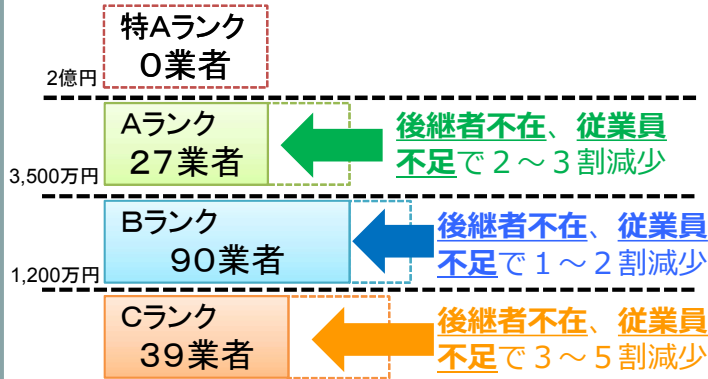 特Aランク
0業者
2億円
Aランク
27業者
後継者不在、従業員
不足で2～3割減少
3,500万円
Bランク
90業者
後継者不在、従業員
不足で1～2割減少
1,200万円
Cランク
39業者
後継者不在、従業員
不足で3～5割減少